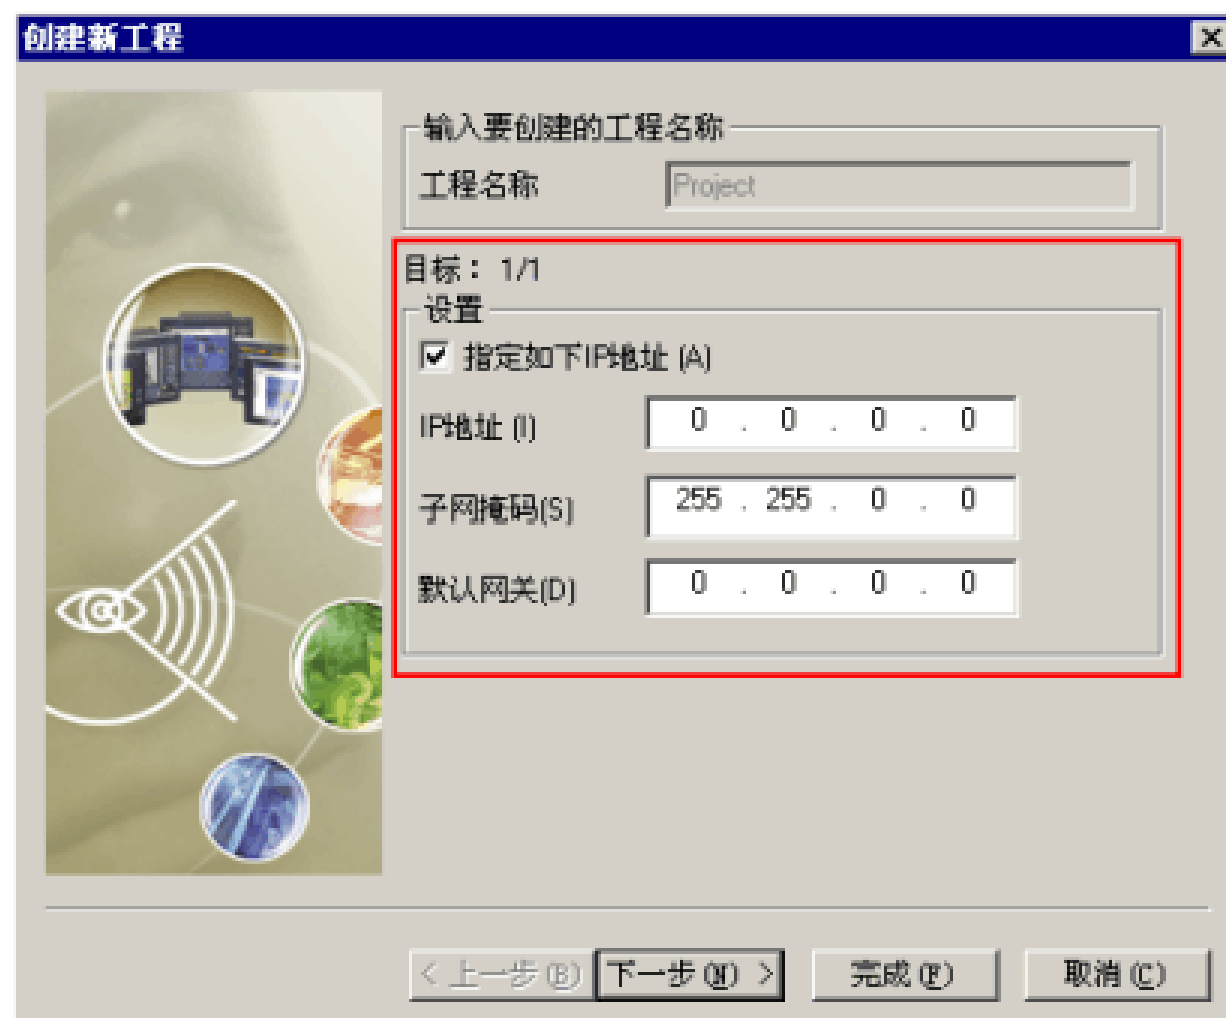 创建新工程
输入要创建的工程名称
工程名称 Project
目标： 1/1
设置
指定如下IP地址 (A)
IP地址 (I) 0 . 0 . 0 . 0
子网掩码(S) 255 . 255 . 0 . 0
默认网关(D) 0 . 0 . 0 . 0
< 上一步(B) 下一步(N) > 完成(F) 取消(C)